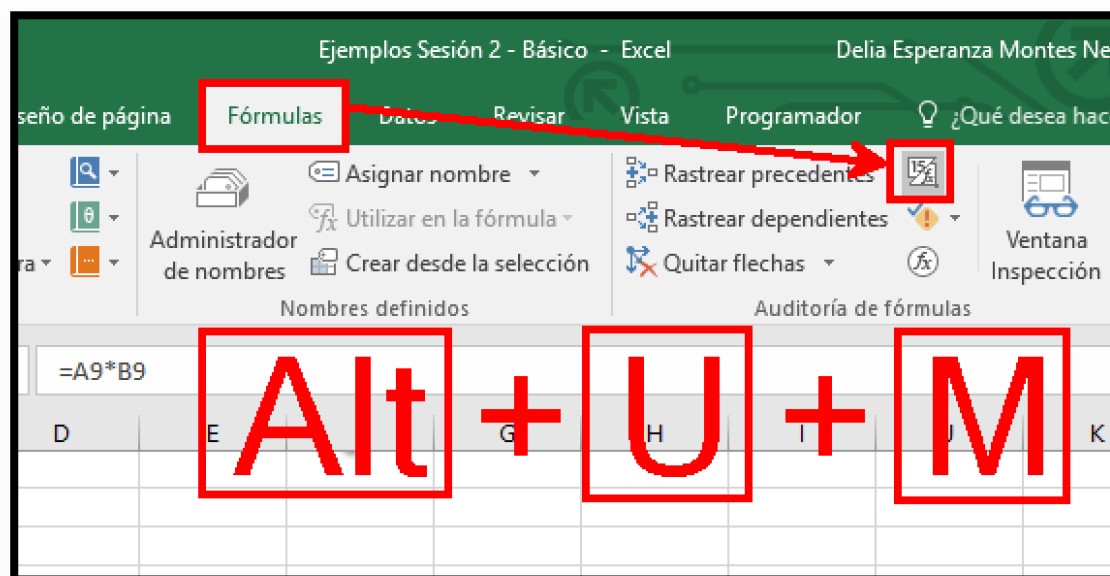 Ejemplos Sesión 2 - Básico - Excel Delia Esperanza Montes Ne
seño de página Fórmulas Datos Revisar Vista Programador ¿Qué desea hac
Asignar nombre Rastrear precedentes
Utilizar en la fórmula Rastrear dependientes
ra Administrador de nombres Crear desde la selección Quitar flechas Ventana Inspección
Nombres definidos Auditoría de fórmulas
=A9*B9
Alt + U + M
D E G H I J K